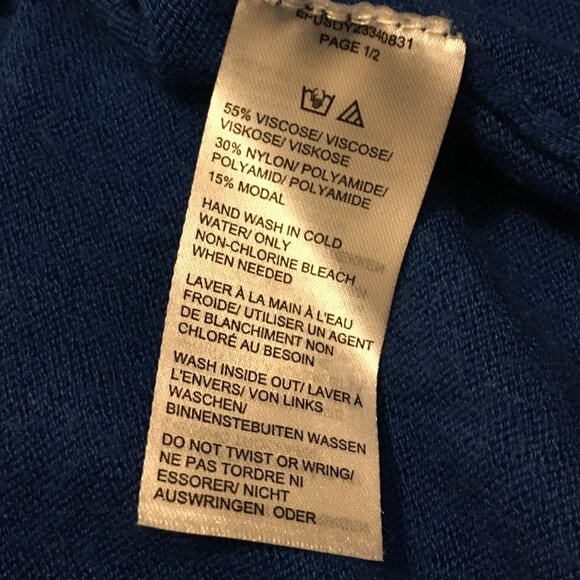 EPUSDY23340831
PAGE 1/2
55% VISCOSE/ VISCOSE/
VISKOSE/ VISKOSE
30% NYLON/ POLYAMIDE/
POLYAMID/ POLYAMIDE
15% MODAL
HAND WASH IN COLD
WATER/ ONLY
NON-CHLORINE BLEACH
WHEN NEEDED
LAVER À LA MAIN À L'EAU
FROIDE/ UTILISER UN AGENT
DE BLANCHIMENT NON
CHLORÉ AU BESOIN
WASH INSIDE OUT/ LAVER À
L'ENVERS/ VON LINKS
WASCHEN/
BINNENSTEBUITEN WASSEN
DO NOT TWIST OR WRING/
NE PAS TORDRE NI
ESSORER/ NICHT
AUSWRINGEN ODER